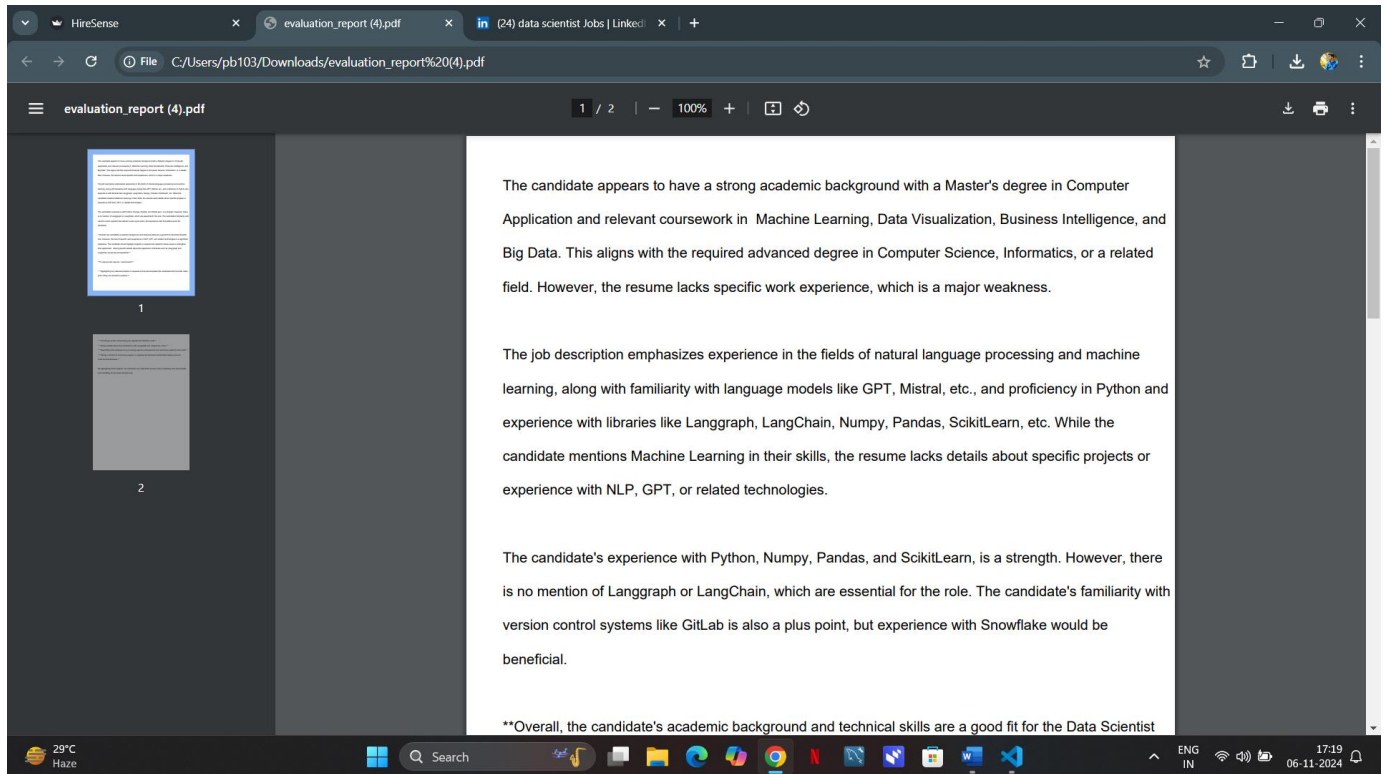 HireSense
evaluation_report (4).pdf
in (24) data scientist Jobs | LinkedI
File C:/Users/pb103/Downloads/evaluation_report%20(4).pdf
evaluation_report (4).pdf
1 / 2
100%
1
2
The candidate appears to have a strong academic background with a Master's degree in Computer
Application and relevant coursework in Machine Learning, Data Visualization, Business Intelligence, and
Big Data. This aligns with the required advanced degree in Computer Science, Informatics, or a related
field. However, the resume lacks specific work experience, which is a major weakness.
The job description emphasizes experience in the fields of natural language processing and machine
learning, along with familiarity with language models like GPT, Mistral, etc., and proficiency in Python and
experience with libraries like Langgraph, LangChain, Numpy, Pandas, ScikitLearn, etc. While the
candidate mentions Machine Learning in their skills, the resume lacks details about specific projects or
experience with NLP, GPT, or related technologies.
The candidate's experience with Python, Numpy, Pandas, and ScikitLearn, is a strength. However, there
is no mention of Langgraph or LangChain, which are essential for the role. The candidate's familiarity with
version control systems like GitLab is also a plus point, but experience with Snowflake would be
beneficial.
**Overall, the candidate's academic background and technical skills are a good fit for the Data Scientist
29°C
Haze
Search
ENG
IN
17:19
06-11-2024